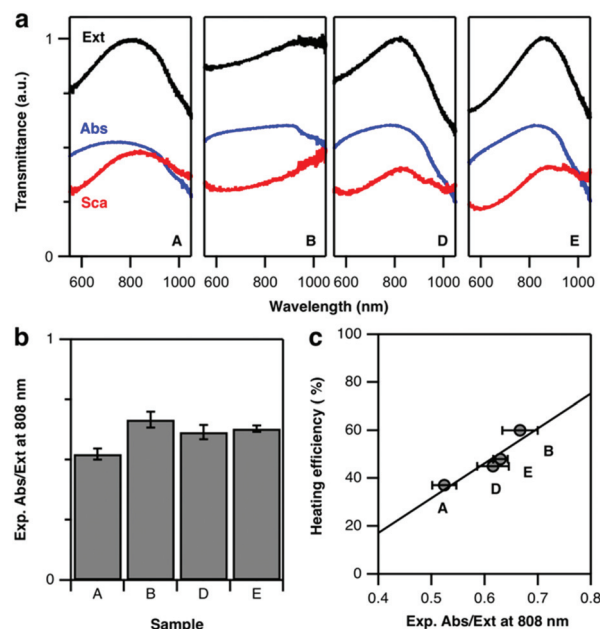 a
Transmittance (a.u.)
1
0
Ext
Abs
Sca
A
B
D
E
600 800 1000 600 800 1000 600 800 1000 600 800 1000
Wavelength (nm)
b
Exp. Abs/Ext at 808 nm
1
0
A B D E
Sample
c
Heating efficiency ( %)
100
80
60
40
20
0
A
D
E
B
0.4 0.5 0.6 0.7 0.8
Exp. Abs/Ext at 808 nm